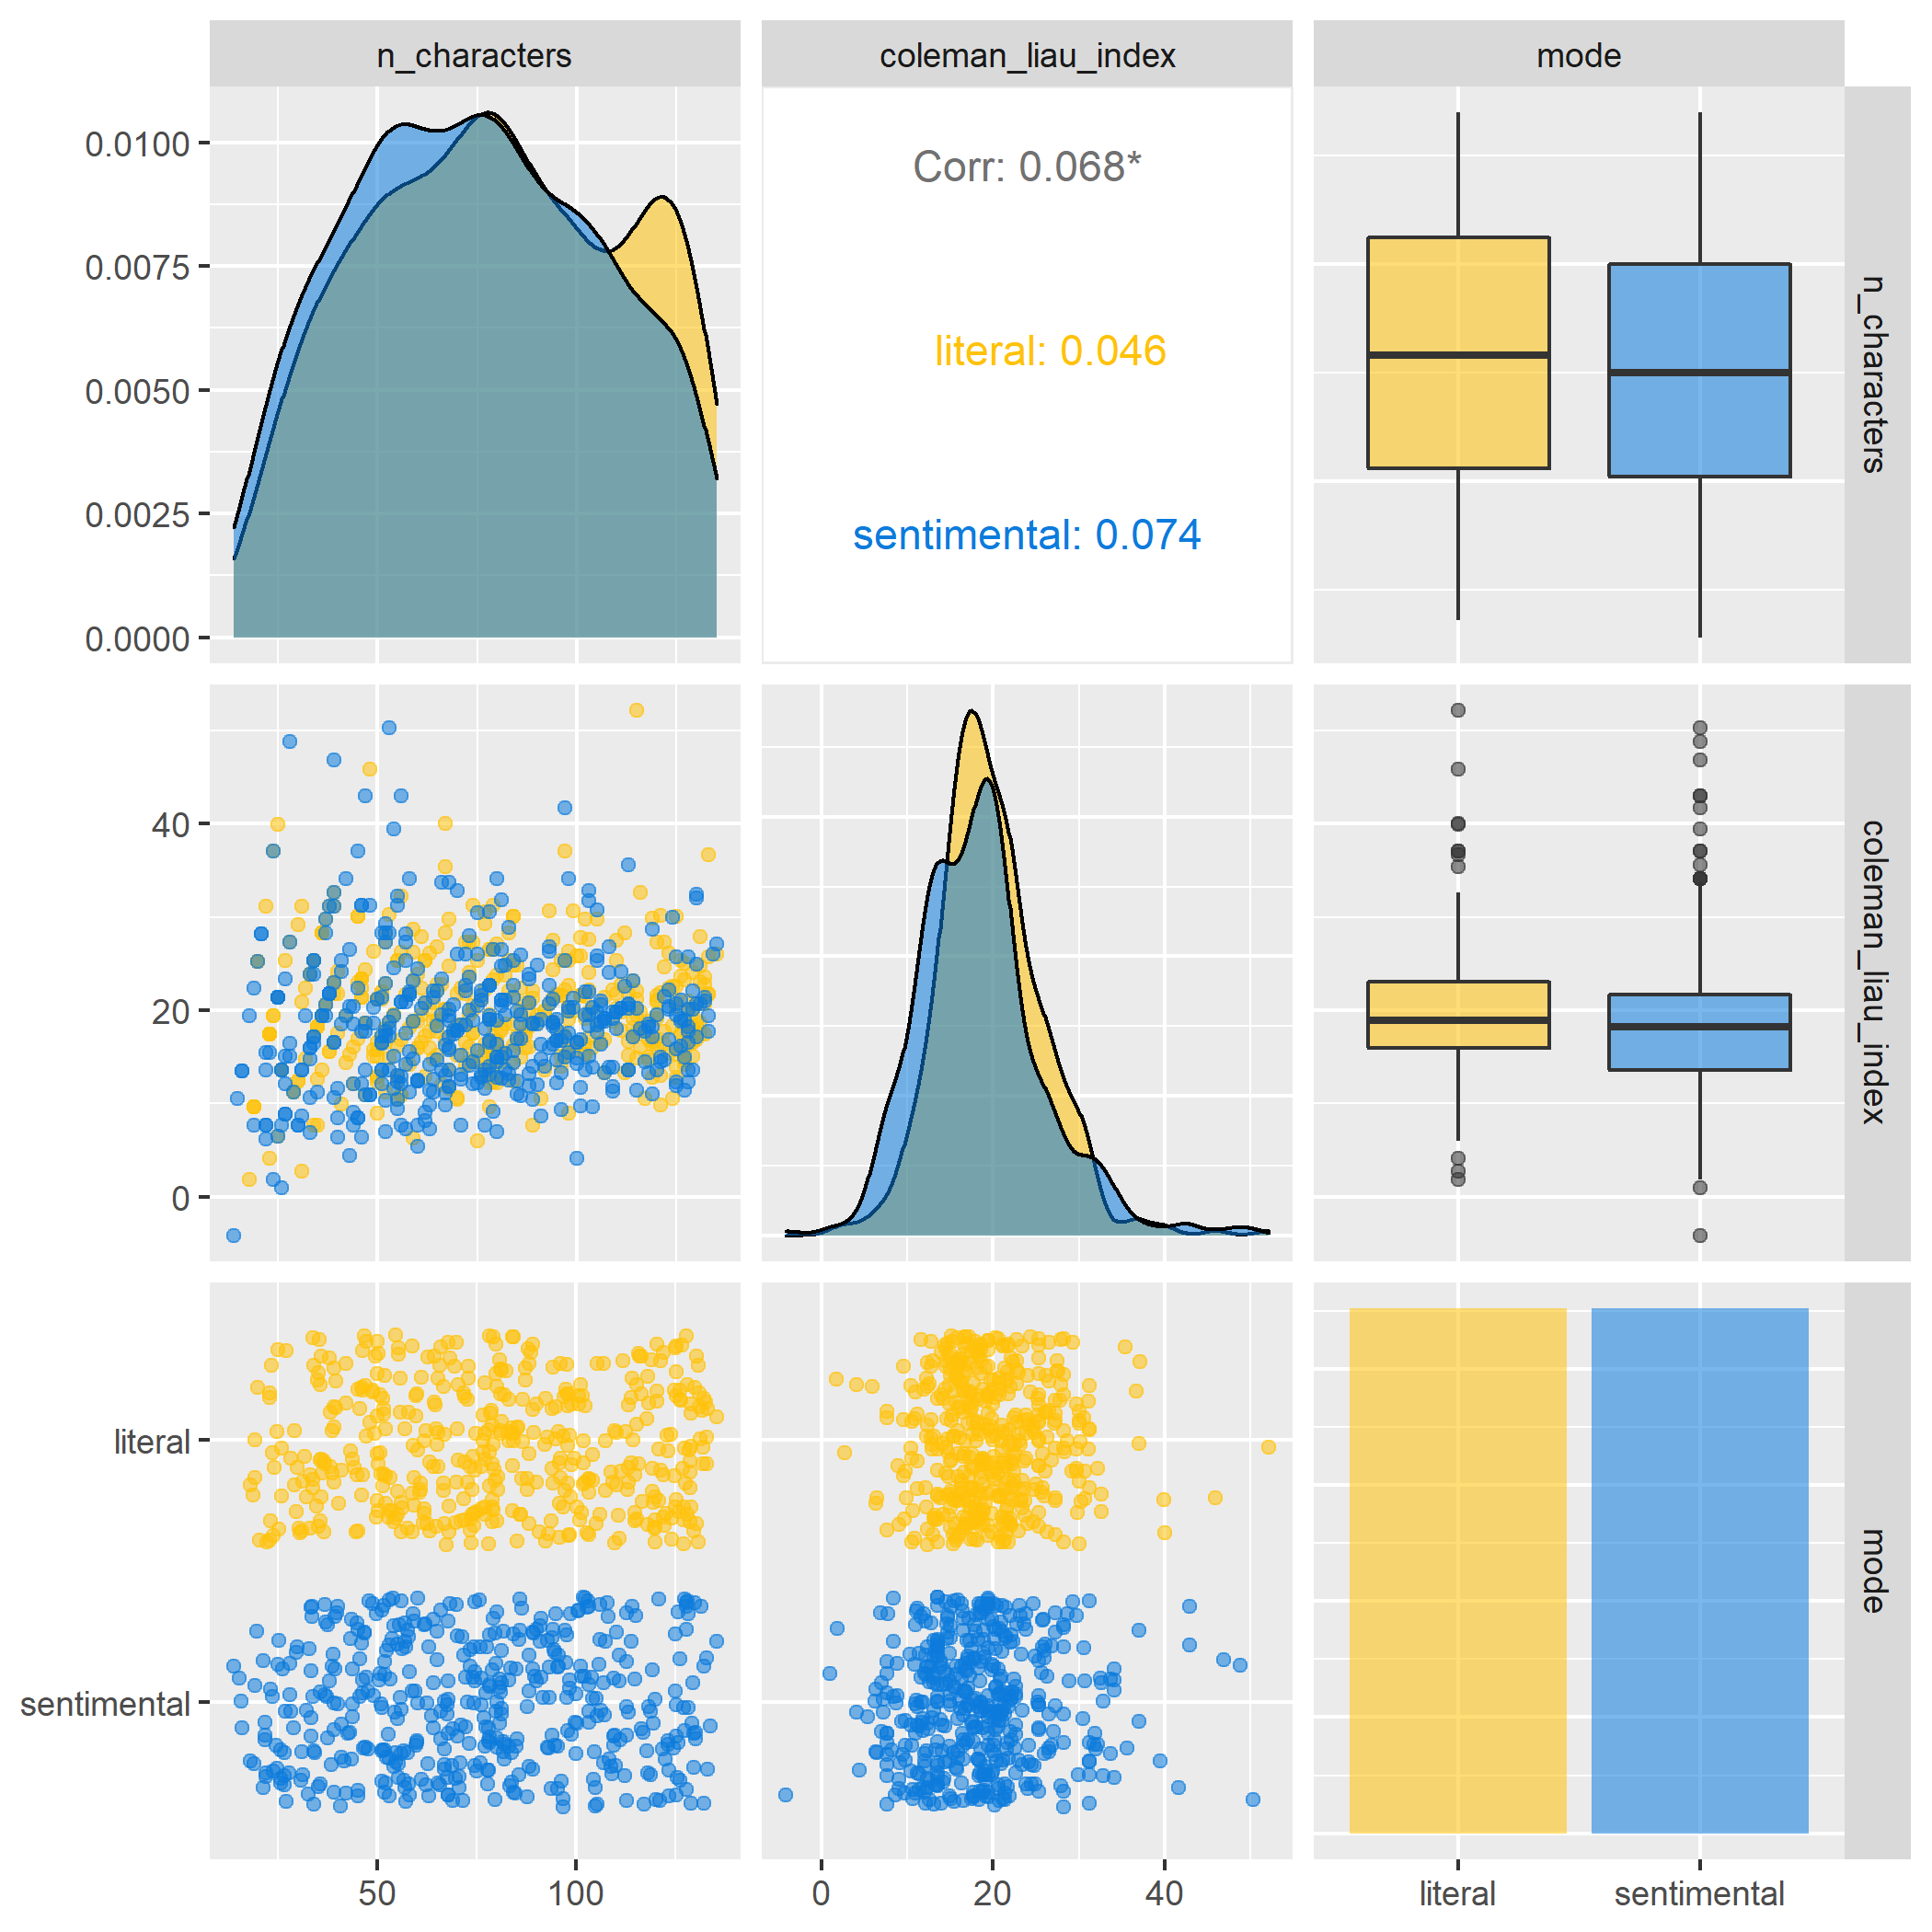 n_characters
coleman_liau_index
mode
0.0100
0.0075
0.0050
0.0025
0.0000
Corr: 0.068*
literal: 0.046
sentimental: 0.074
n_characters
40
20
0
coleman_liau_index
literal
sentimental
mode
50
100
0
20
40
literal
sentimental